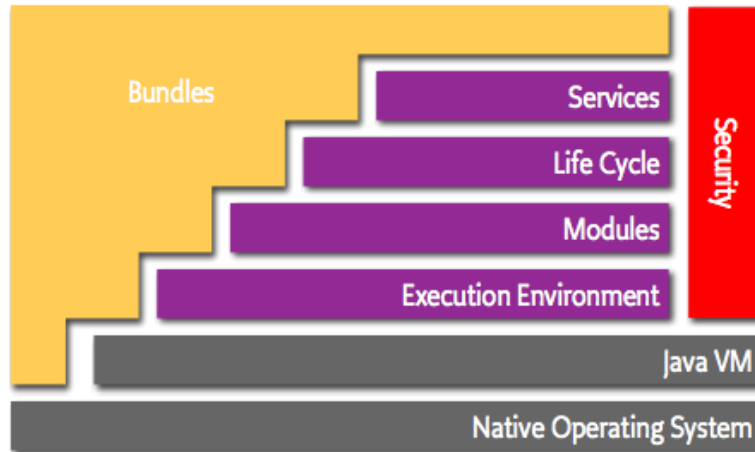 Bundles
Services
Life Cycle
Modules
Execution Environment
Security
Java VM
Native Operating System